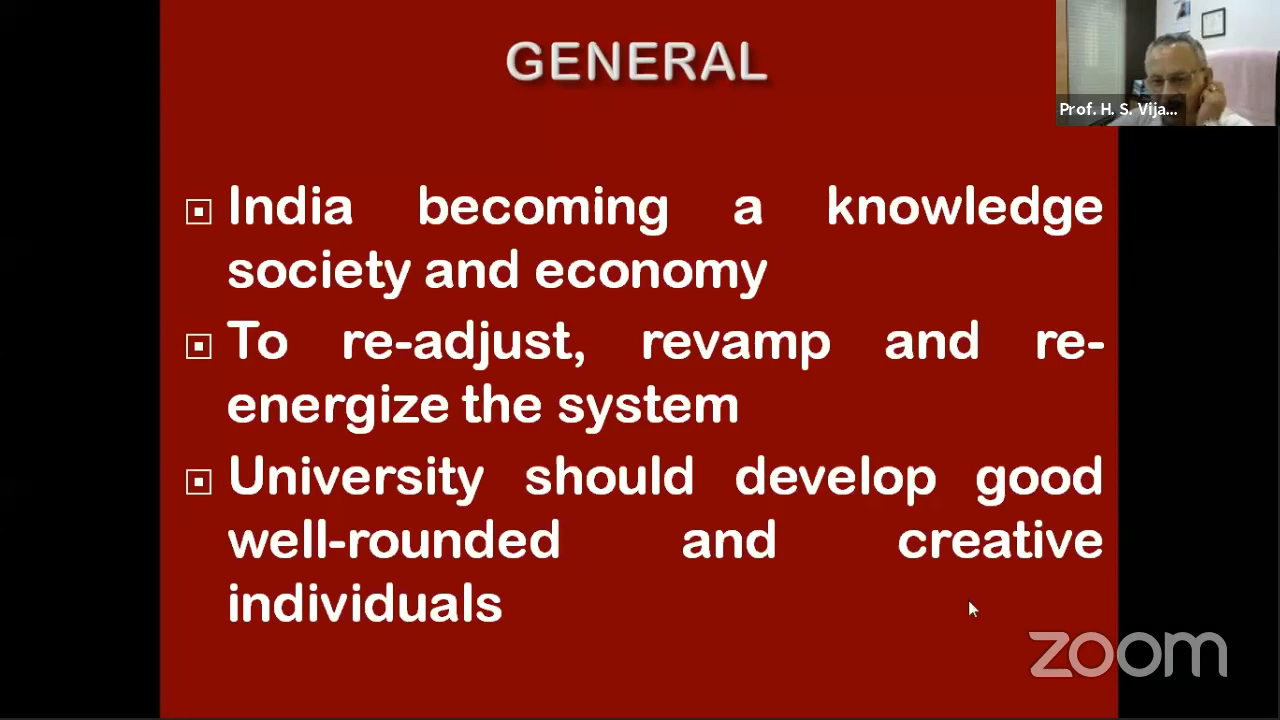 GENERAL
Prof. H. S. Vija...
India becoming a knowledge
society and economy
To re-adjust, revamp and re-
energize the system
University should develop good
well-rounded and creative
individuals
zoom